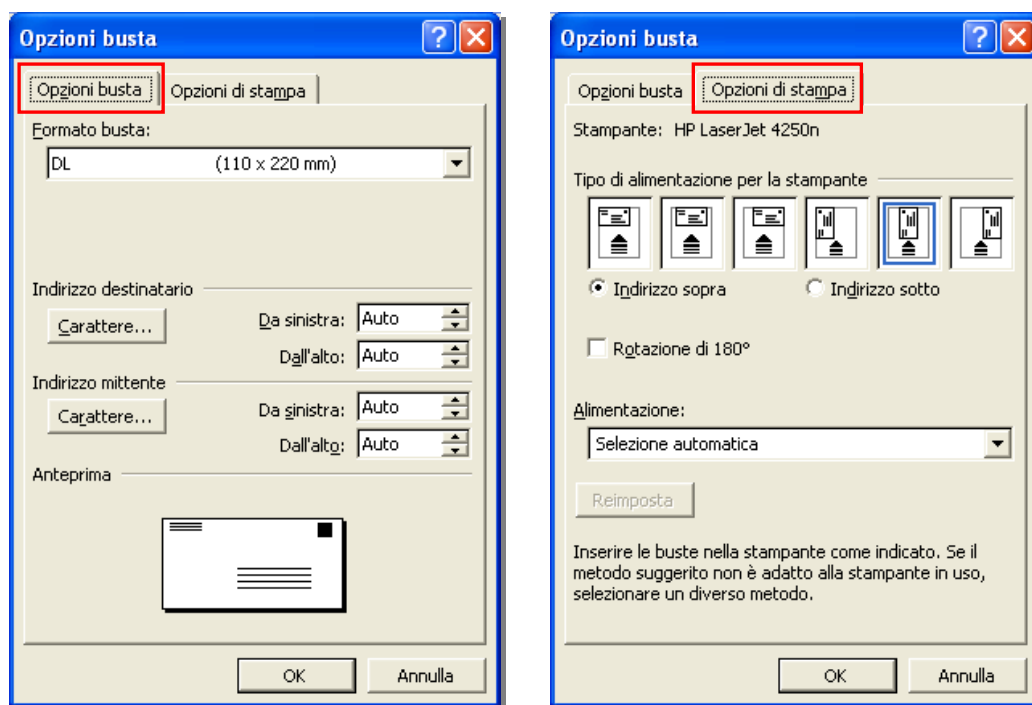 Opzioni busta
Opzioni busta
Opzioni di stampa
Formato busta:
DL (110 x 220 mm)
Indirizzo destinatario
Carattere...
Da sinistra: Auto
Dall'alto: Auto
Indirizzo mittente
Carattere...
Da sinistra: Auto
Dall'alto: Auto
Anteprima
OK
Annulla
Opzioni busta
Opzioni busta
Opzioni di stampa
Stampante: HP LaserJet 4250n
Tipo di alimentazione per la stampante
Indirizzo sopra
Indirizzo sotto
Rotazione di 180°
Alimentazione:
Selezione automatica
Reimposta
Inserire le buste nella stampante come indicato. Se il
metodo suggerito non è adatto alla stampante in uso,
selezionare un diverso metodo.
OK
Annulla